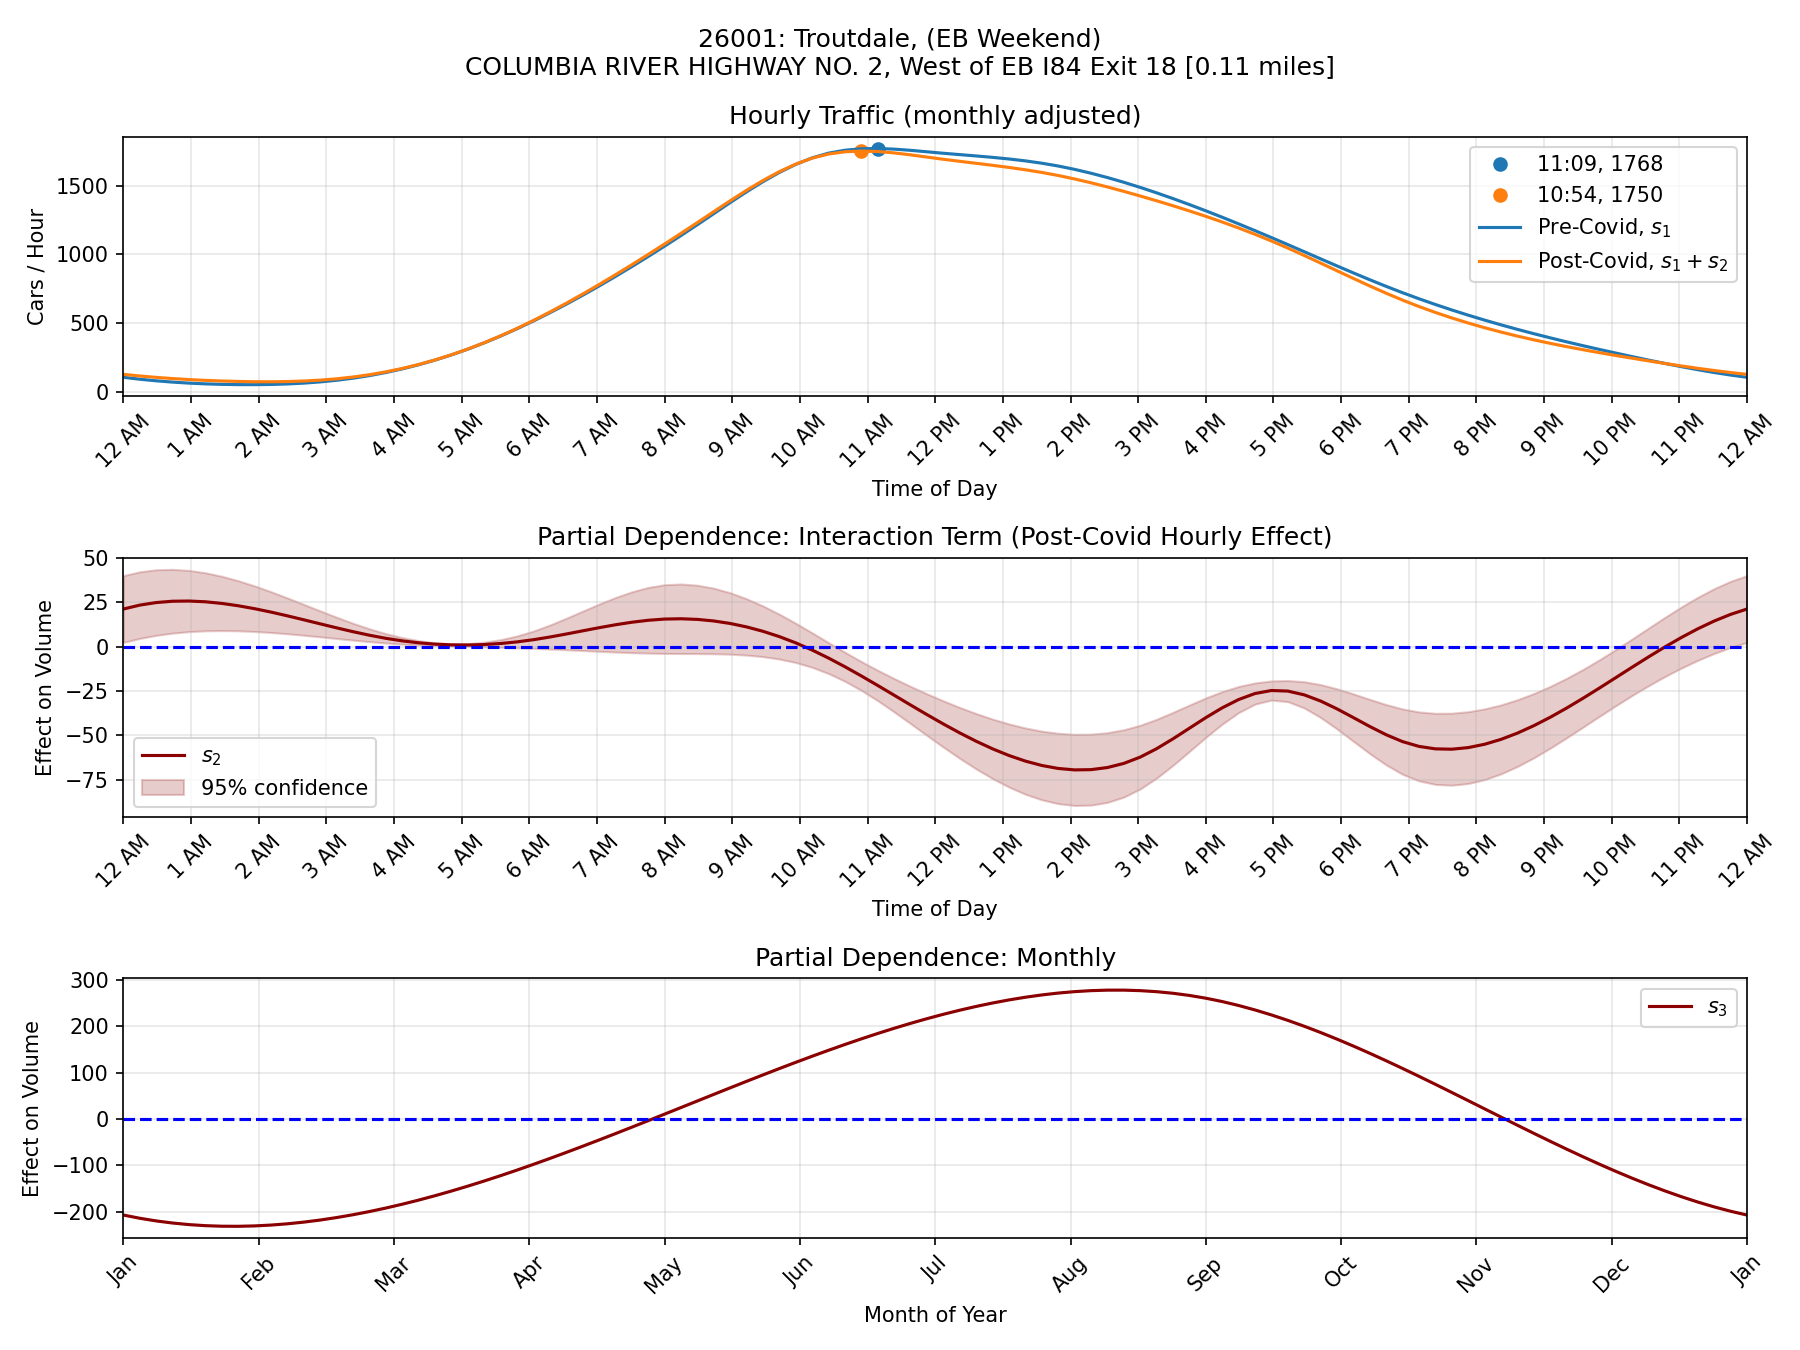 26001: Troutdale, (EB Weekend)
COLUMBIA RIVER HIGHWAY NO. 2, West of EB I84 Exit 18 [0.11 miles]
Hourly Traffic (monthly adjusted)
Cars / Hour
1500
1000
500
0
11:09, 1768
10:54, 1750
Pre-Covid, s₁
Post-Covid, s₁ + s₂
12 AM 1 AM 2 AM 3 AM 4 AM 5 AM 6 AM 7 AM 8 AM 9 AM 10 AM 11 AM 12 PM 1 PM 2 PM 3 PM 4 PM 5 PM 6 PM 7 PM 8 PM 9 PM 10 PM 11 PM 12 AM
Time of Day
Partial Dependence: Interaction Term (Post-Covid Hourly Effect)
Effect on Volume
50
25
0
−25
−50
−75
s₂
95% confidence
12 AM 1 AM 2 AM 3 AM 4 AM 5 AM 6 AM 7 AM 8 AM 9 AM 10 AM 11 AM 12 PM 1 PM 2 PM 3 PM 4 PM 5 PM 6 PM 7 PM 8 PM 9 PM 10 PM 11 PM 12 AM
Time of Day
Partial Dependence: Monthly
Effect on Volume
300
200
100
0
−100
−200
s₃
Jan Feb Mar Apr May Jun Jul Aug Sep Oct Nov Dec Jan
Month of Year